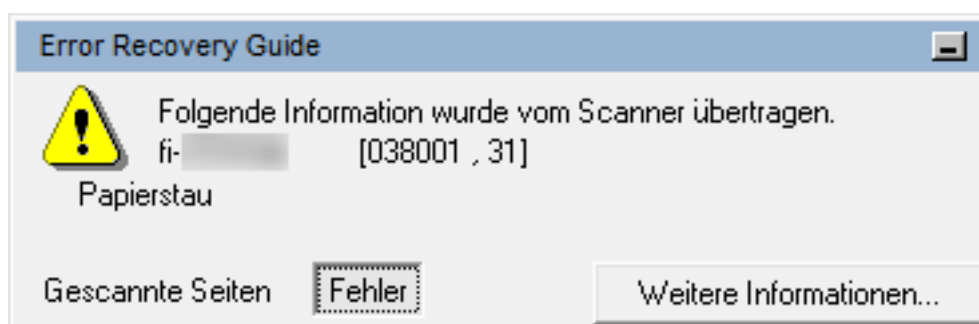 Error Recovery Guide
Folgende Information wurde vom Scanner übertragen.
fi- [038001 , 31]
Papierstau
Gescannte Seiten Fehler Weitere Informationen...